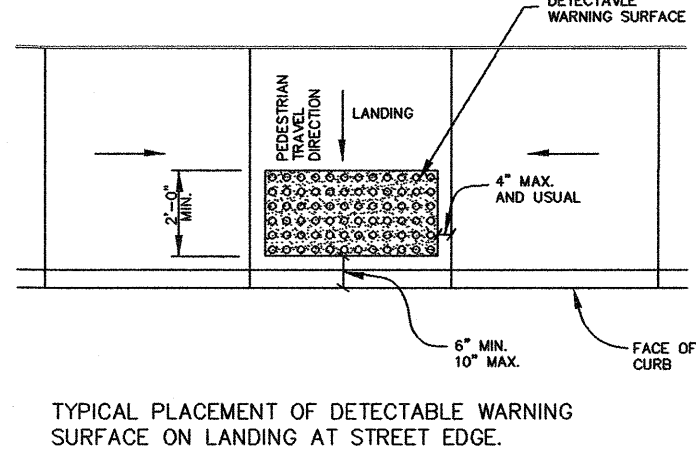 DETECTABLE
WARNING SURFACE
PEDESTRIAN
TRAVEL
DIRECTION
LANDING
2'-0"
MIN.
4" MAX.
AND USUAL
6" MIN.
10" MAX.
FACE OF
CURB
TYPICAL PLACEMENT OF DETECTABLE WARNING
SURFACE ON LANDING AT STREET EDGE.